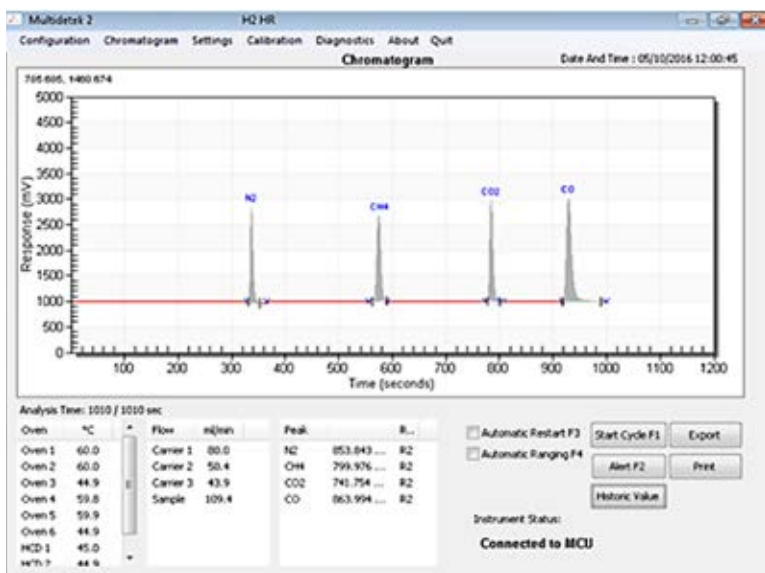 Multidetek 2 H2 HR
Configuration Chromatogram Settings Calibration Diagnostics About Quit
Chromatogram Date And Time : 05/10/2016 12:00:45
5000
4500
4000
3500
3000
2500
2000
1500
1000
500
0
Response (mV)
N2 CH4 CO2 CO
100 200 300 400 500 600 700 800 900 1000 1100 1200
Time (seconds)
Analysis Time: 1010 / 1010 sec
Oven °C Flow ml/mn Peak R...
Oven 1 60.0 Carrier 1 80.0 N2 853.843 ... R2
Oven 2 60.0 Carrier 2 50.4 CH4 799.976 ... R2
Oven 3 44.9 Carrier 3 43.9 CO2 741.754 ... R2
Oven 4 59.8 Sample 109.4 CO 863.994 ... R2
Oven 5 59.9
Oven 6 44.9
HCD 1 45.0
44.9
Automatic Restart F3 Start Cycle F1 Export
Automatic Ranging F4 Alert F2 Print
Historic Value
Instrument Status:
Connected to MCU